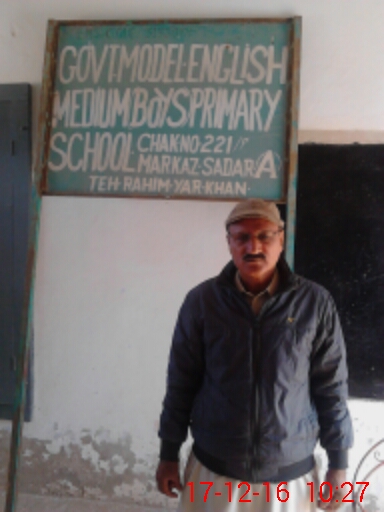 GOVT.MODEL.ENGLISH
MEDIUM.BOYS.PRIMARY
SCHOOL CHAK.NO.221/P
MARKAZ.SADAR.A
TEH.RAHIM.YAR.KHAN.
17-12-16 10:27